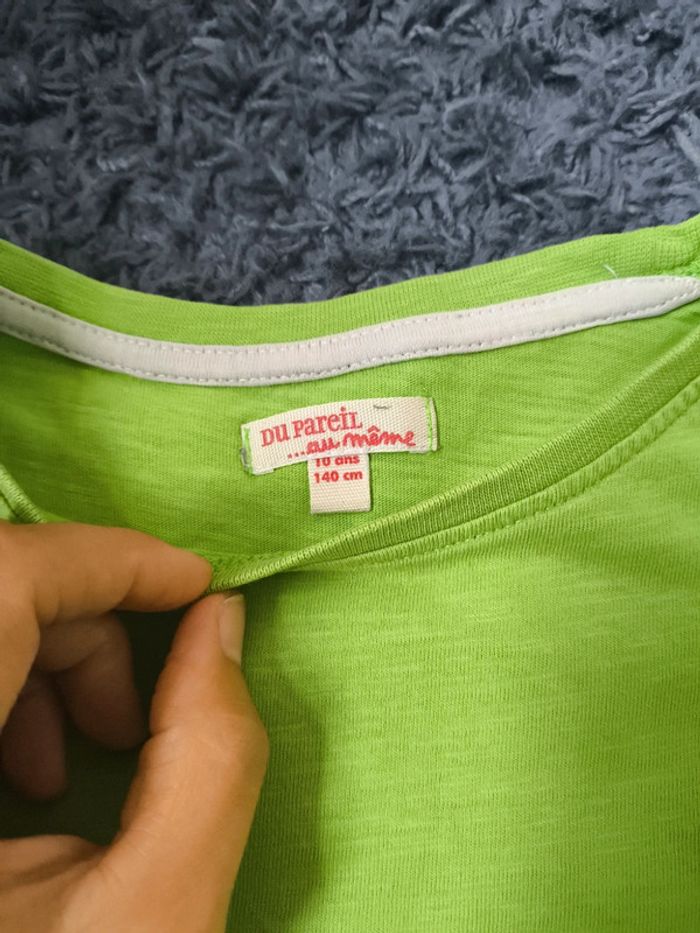 DU PAREIL
...au même
10 ans
140 cm